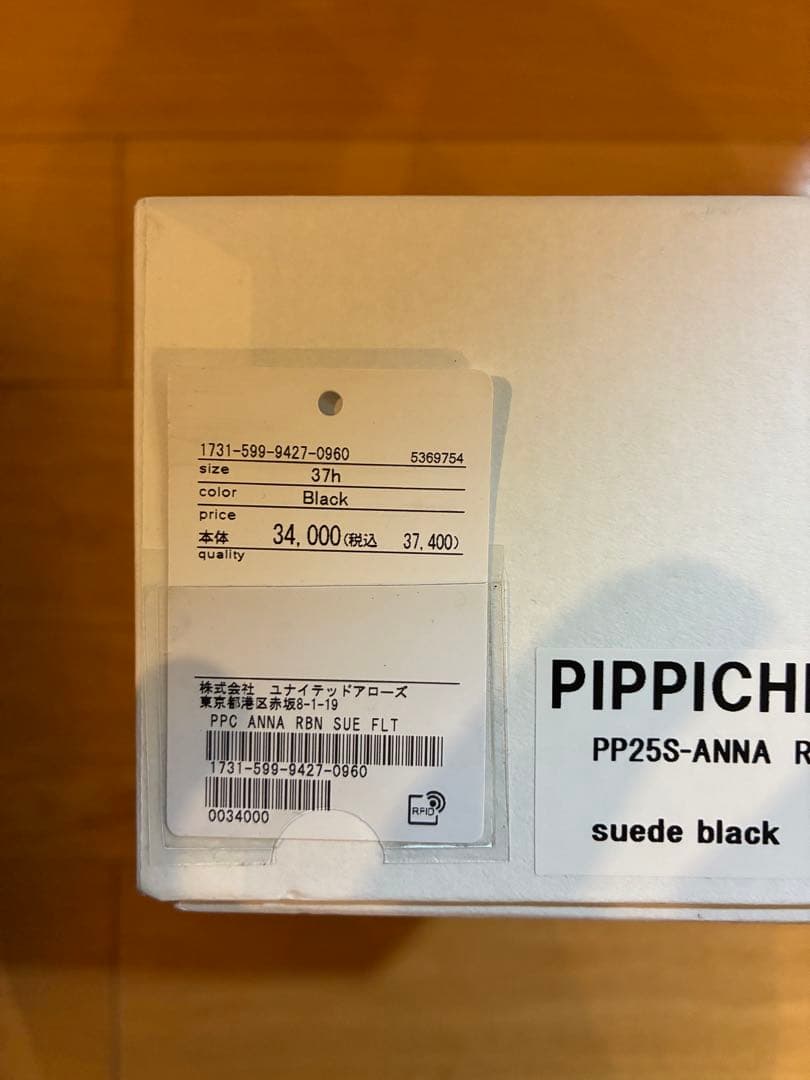 1731-599-9427-0960 5369754
size 37h
color Black
price
本体 34,000(税込 37,400)
quality
株式会社 ユナイテッドアローズ
東京都港区赤坂8-1-19
PPC ANNA RBN SUE FLT
1731-599-9427-0960
0034000
RFID
PIPPICH
PP25S-ANNA R
suede black